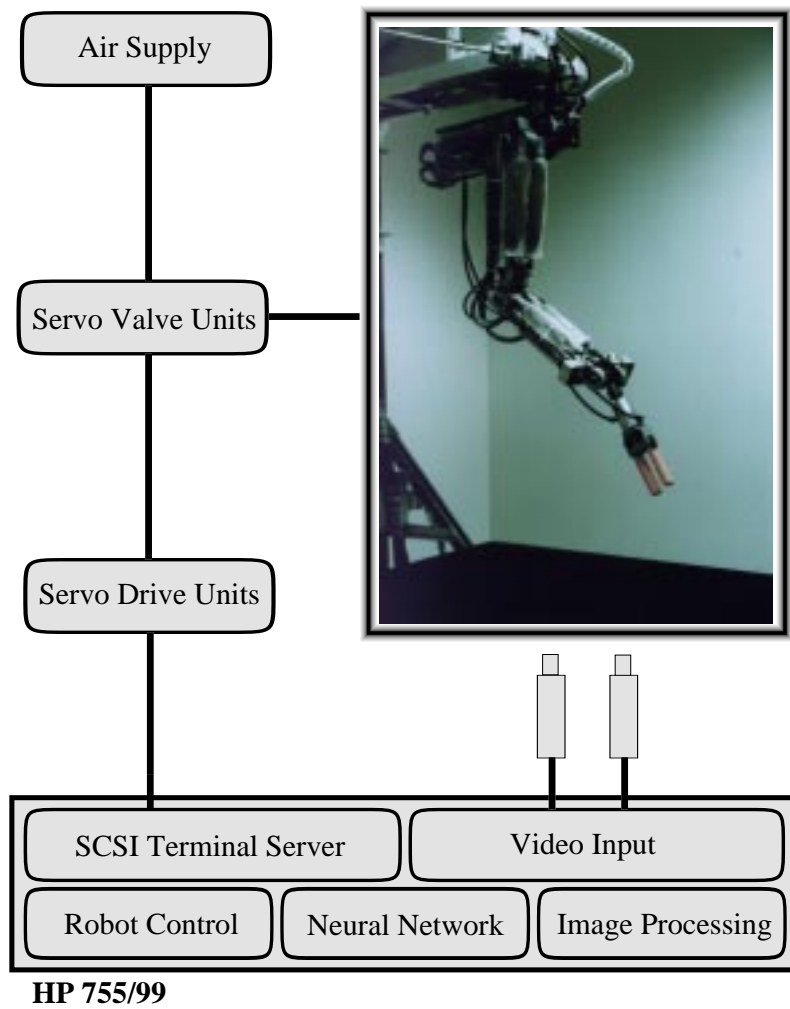 Air Supply
Servo Valve Units
Servo Drive Units
SCSI Terminal Server
Video Input
Robot Control
Neural Network
Image Processing
HP 755/99